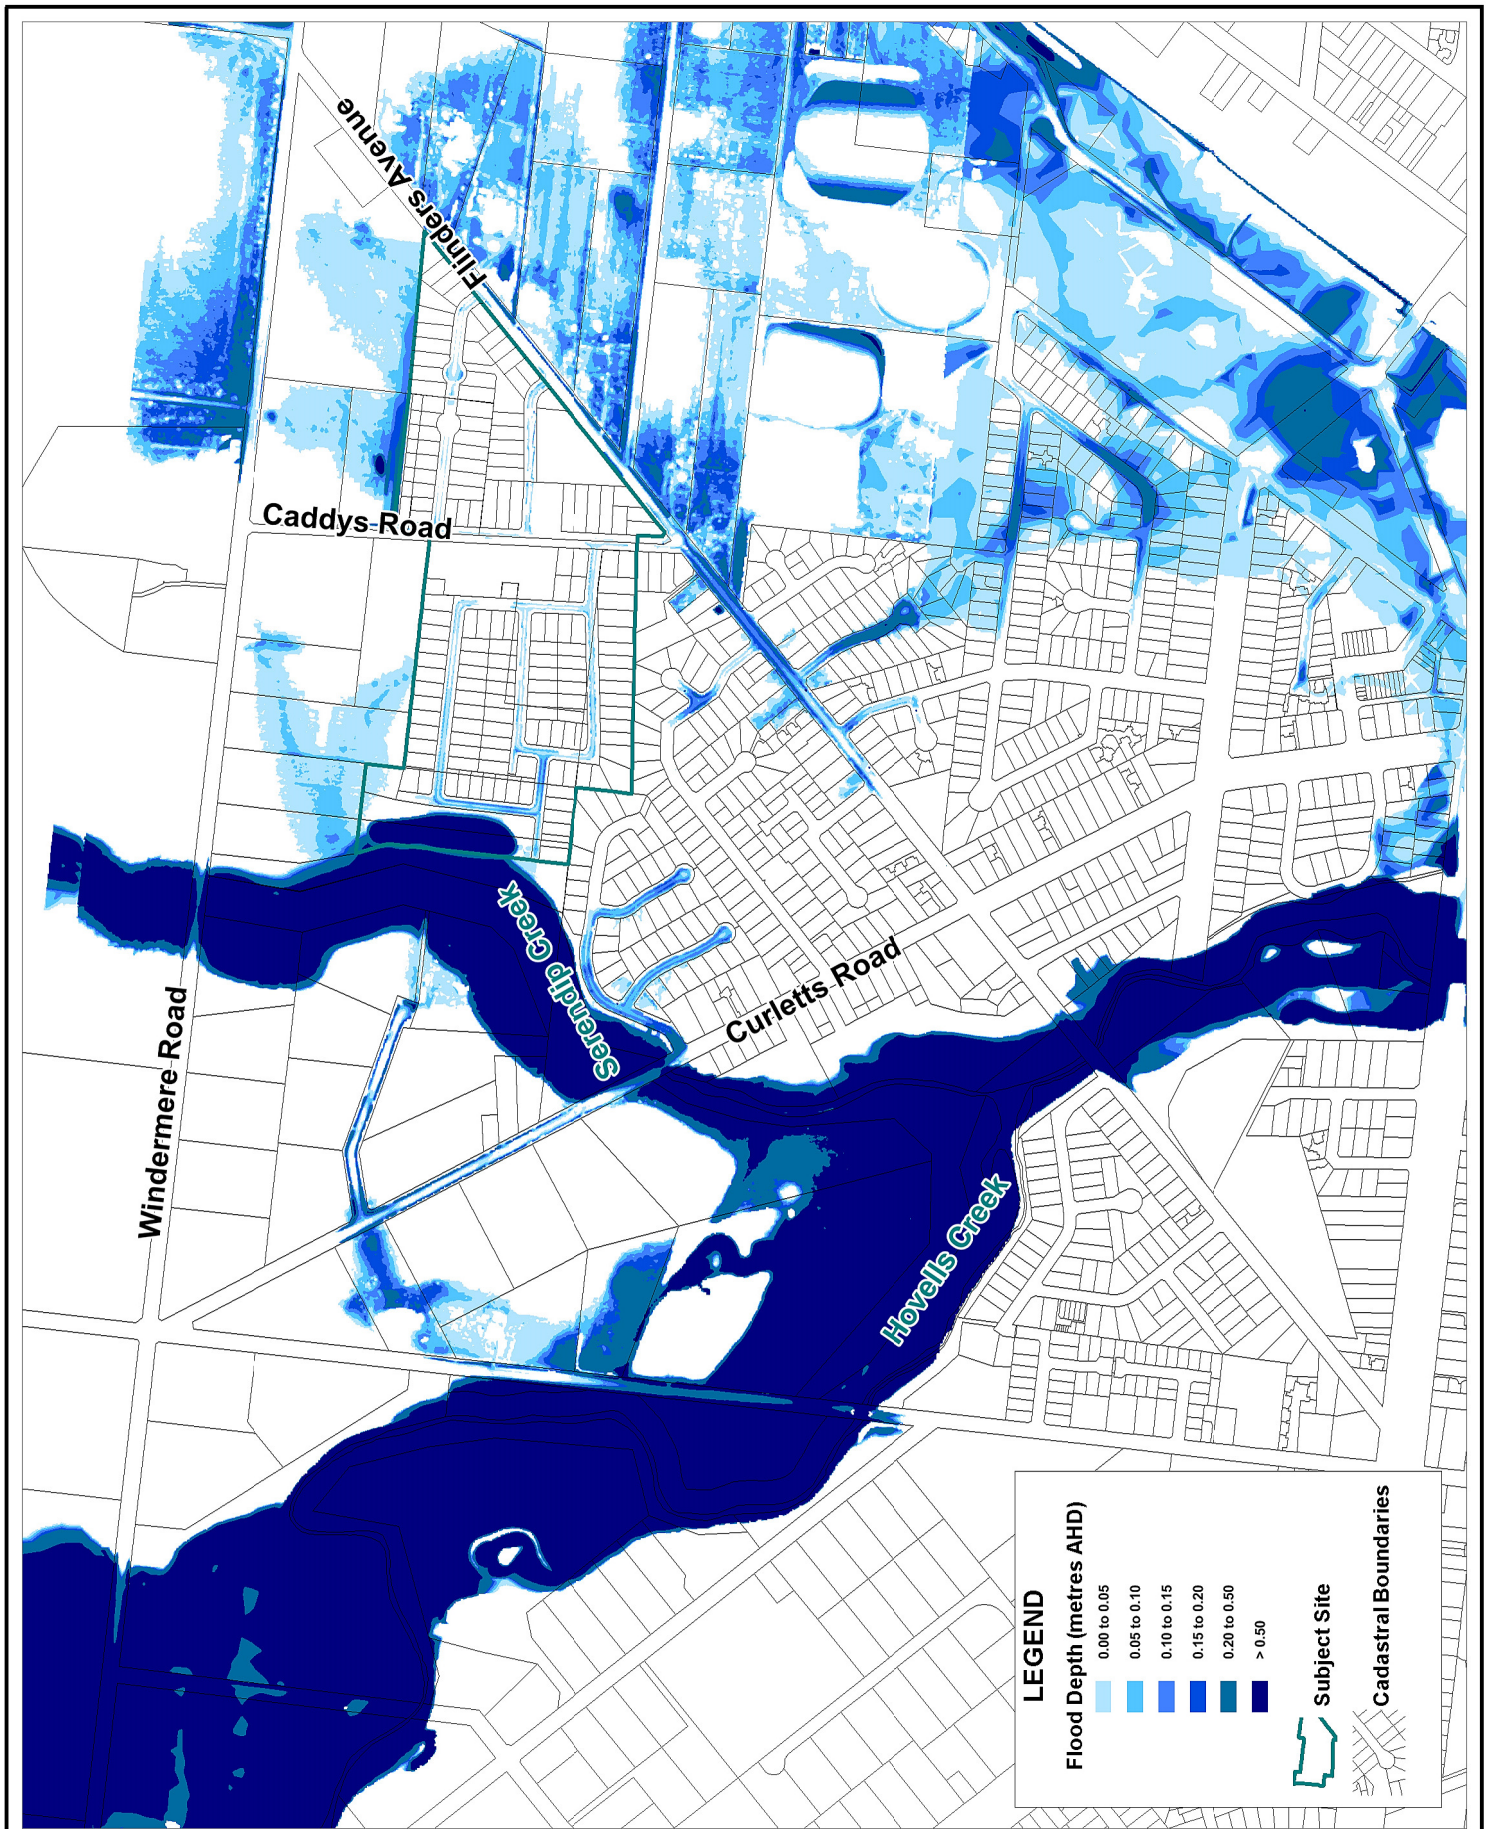 Flinders Avenue
Caddys Road
Windermere Road
Serendip Creek
Curletts Road
Hovells Creek
LEGEND
Flood Depth (metres AHD)
0.00 to 0.05
0.05 to 0.10
0.10 to 0.15
0.15 to 0.20
0.20 to 0.50
> 0.50
Subject Site
Cadastral Boundaries